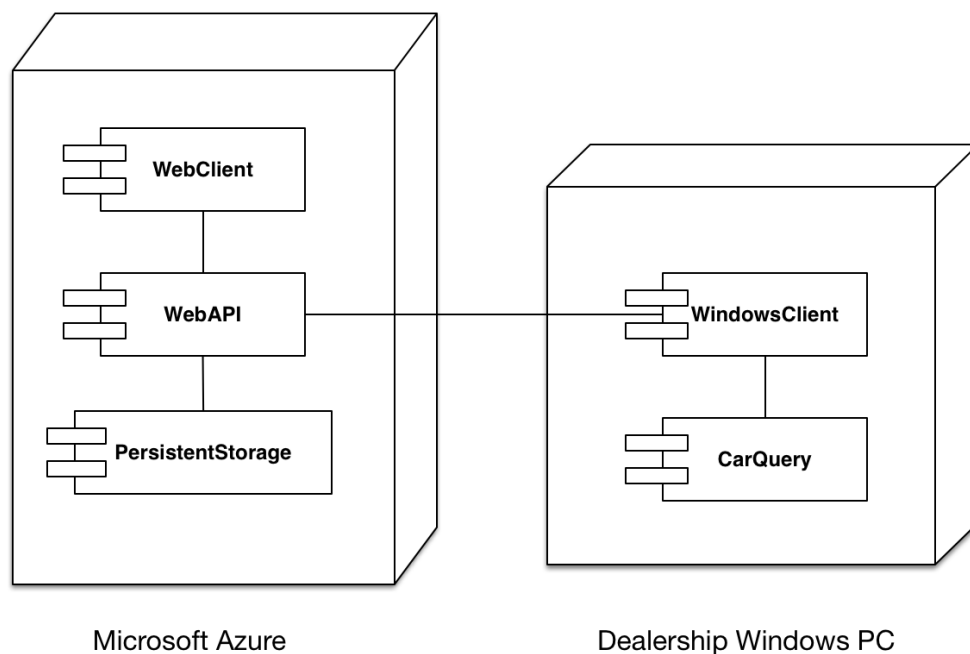 WebClient
WebAPI
PersistentStorage
WindowsClient
CarQuery
Microsoft Azure
Dealership Windows PC